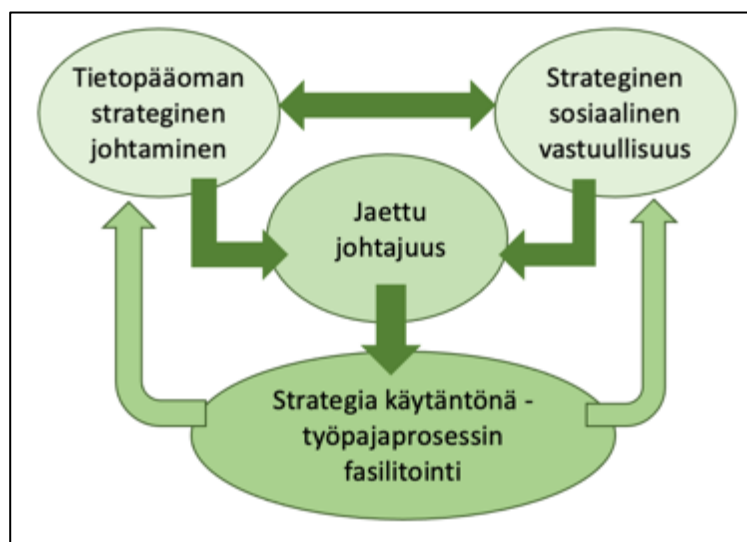 Tietopääoman
strateginen
johtaminen
Strateginen
sosiaalinen
vastuullisuus
Jaettu
johtajuus
Strategia käytäntönä -
työpajaprosessin
fasilitointi